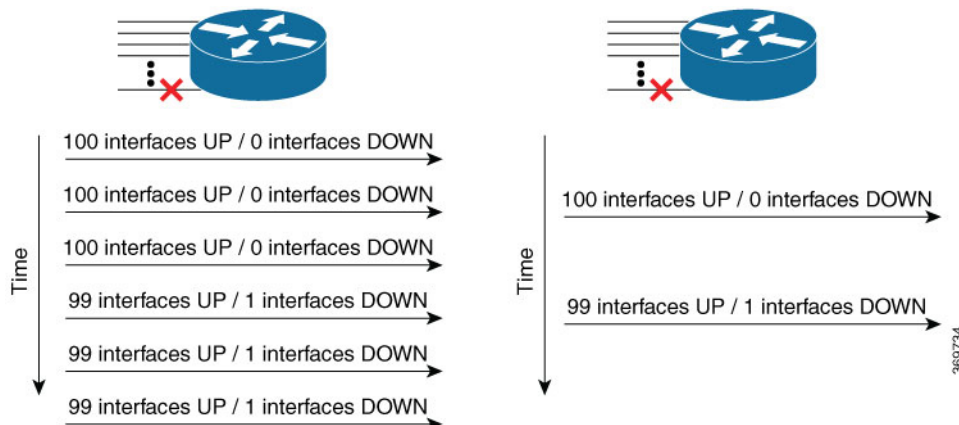 100 interfaces UP / 0 interfaces DOWN
100 interfaces UP / 0 interfaces DOWN
100 interfaces UP / 0 interfaces DOWN
99 interfaces UP / 1 interfaces DOWN
99 interfaces UP / 1 interfaces DOWN
99 interfaces UP / 1 interfaces DOWN
Time
100 interfaces UP / 0 interfaces DOWN
99 interfaces UP / 1 interfaces DOWN
Time
369734